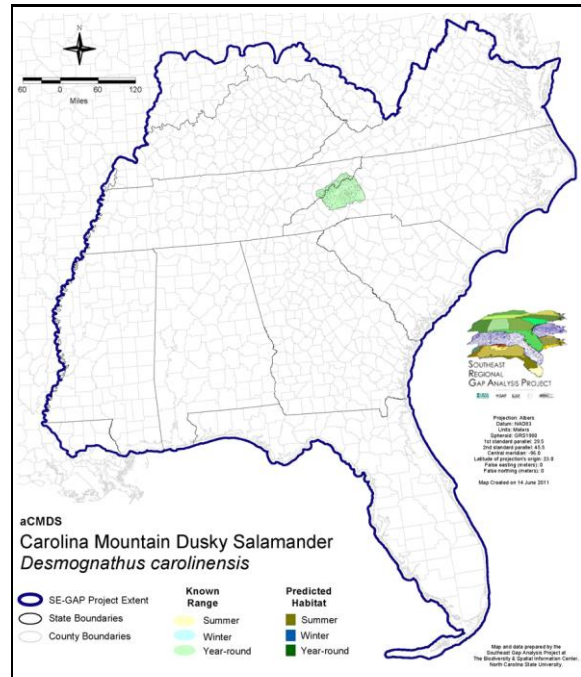 N
60 0 60 120
Miles
SOUTHEAST
REGIONAL
GAP ANALYSIS PROJECT
Projection: Albers
Datum: NAD83
Units: Meters
Spheroid: GRS1980
1st standard parallel: 29.5
2nd standard parallel: 45.5
Central meridian: -96.0
Latitude of projection's origin: 23.0
False easting (meters): 0
False northing (meters): 0
Map Created on 14 June 2011
aCMDS
Carolina Mountain Dusky Salamander
Desmognathus carolinensis
SE-GAP Project Extent
State Boundaries
County Boundaries
Known
Range
Summer
Winter
Year-round
Predicted
Habitat
Summer
Winter
Year-round
Map and data prepared by the
Southeast Gap Analysis Project at
The Biodiversity & Spatial Information Center,
North Carolina State University.